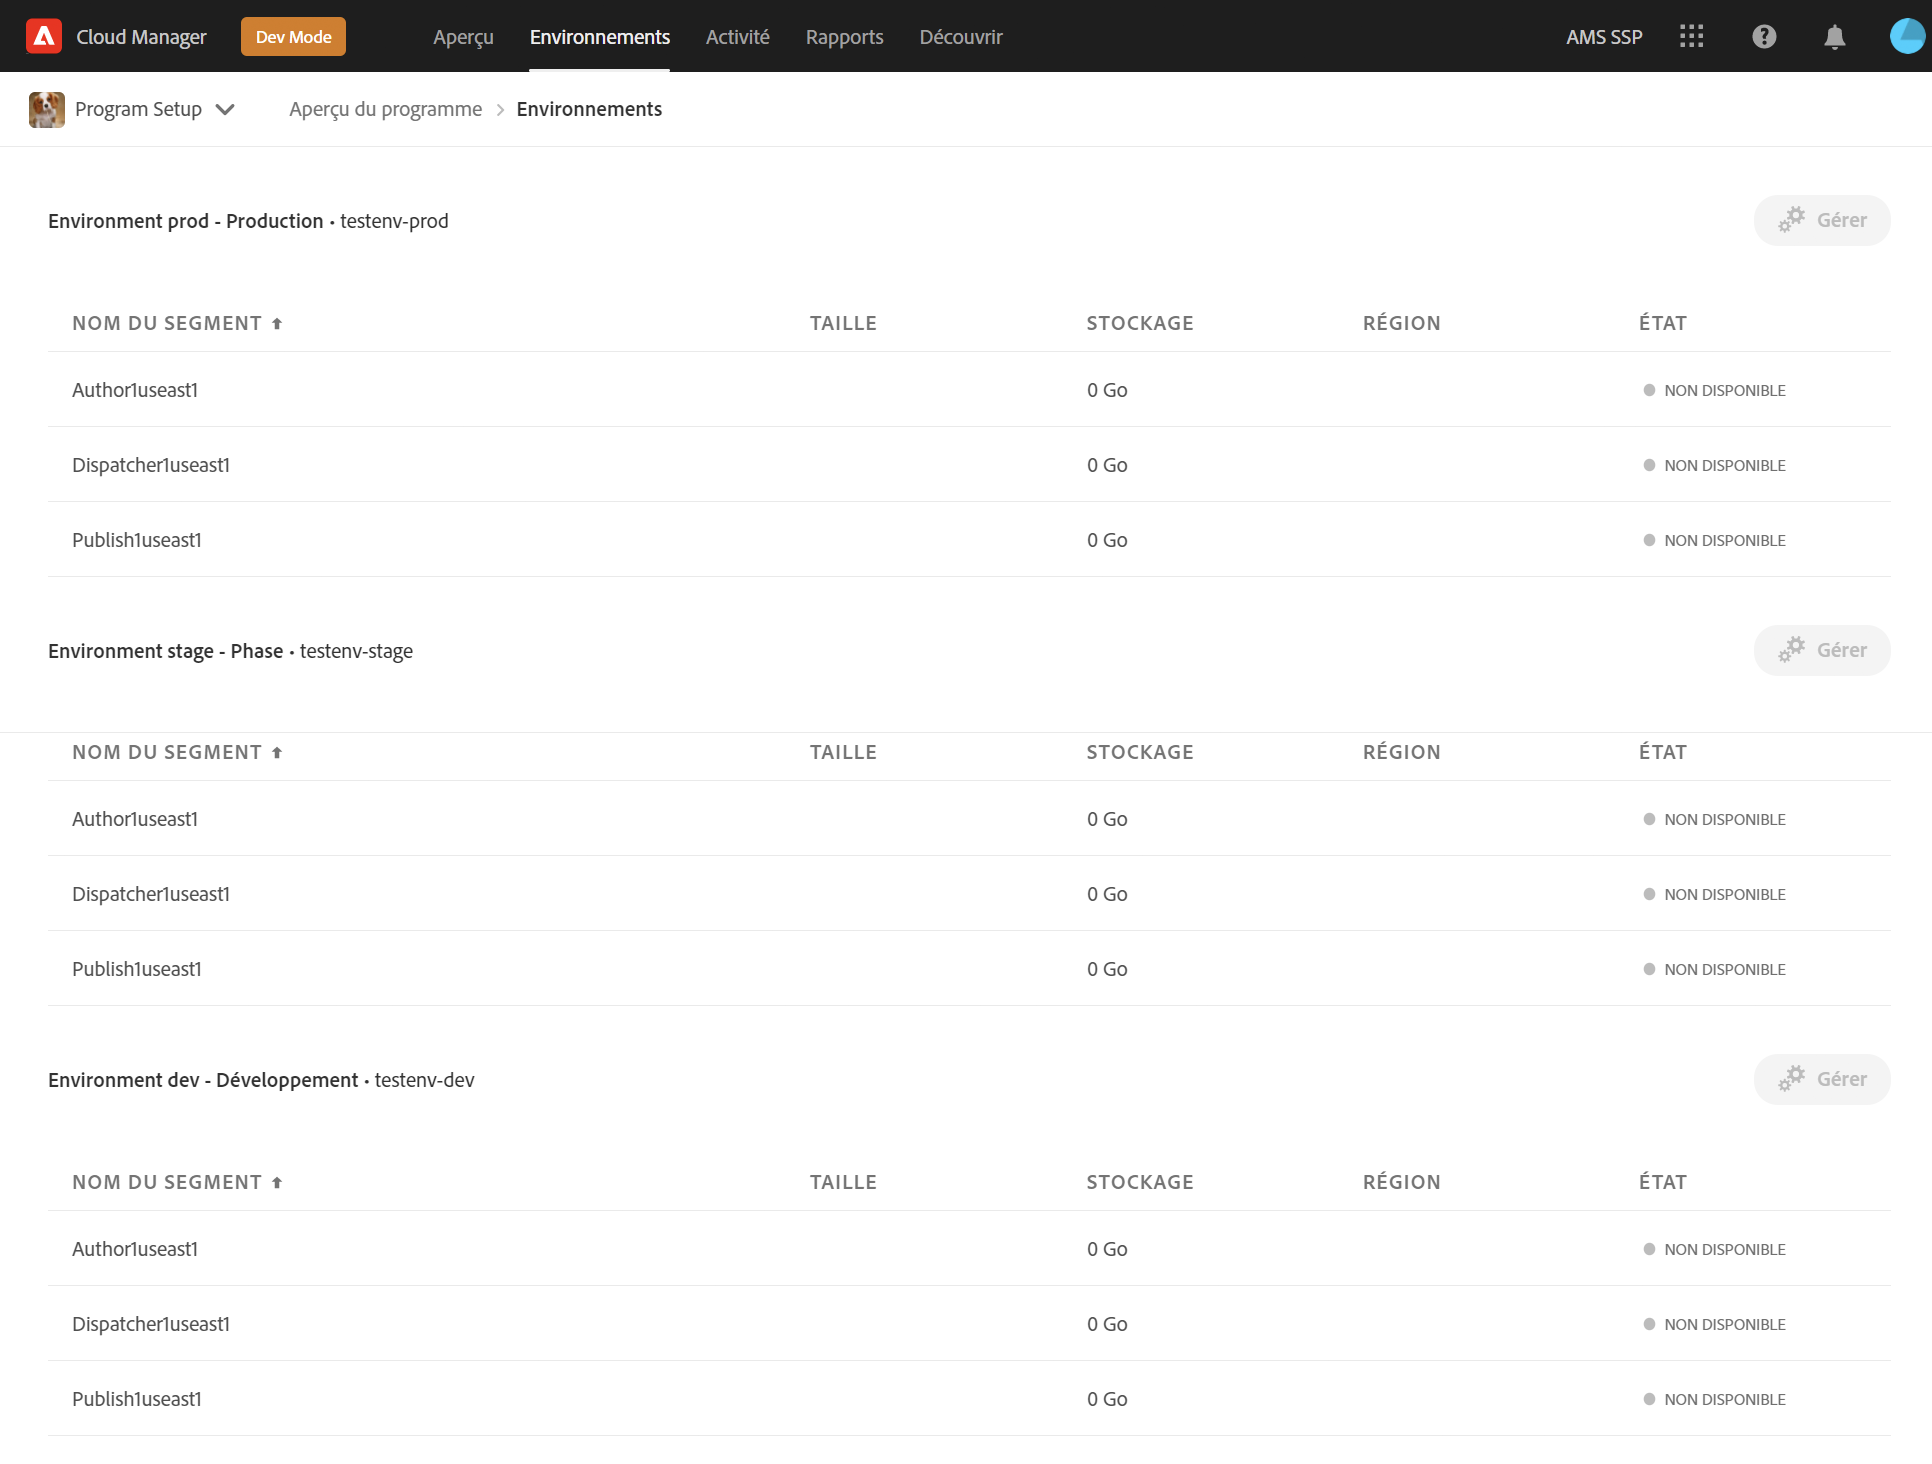 Cloud Manager Dev Mode Aperçu Environnements Activité Rapports Découvrir AMS SSP
Program Setup Aperçu du programme > Environnements
Environment prod - Production • testenv-prod Gérer
NOM DU SEGMENT TAILLE STOCKAGE RÉGION ÉTAT
Author1useast1 0 Go NON DISPONIBLE
Dispatcher1useast1 0 Go NON DISPONIBLE
Publish1useast1 0 Go NON DISPONIBLE
Environment stage - Phase • testenv-stage Gérer
NOM DU SEGMENT TAILLE STOCKAGE RÉGION ÉTAT
Author1useast1 0 Go NON DISPONIBLE
Dispatcher1useast1 0 Go NON DISPONIBLE
Publish1useast1 0 Go NON DISPONIBLE
Environment dev - Développement • testenv-dev Gérer
NOM DU SEGMENT TAILLE STOCKAGE RÉGION ÉTAT
Author1useast1 0 Go NON DISPONIBLE
Dispatcher1useast1 0 Go NON DISPONIBLE
Publish1useast1 0 Go NON DISPONIBLE